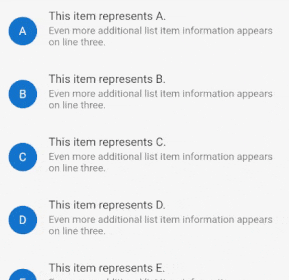 This item represents A.
A
Even more additional list item information appears
on line three.
This item represents B.
B
Even more additional list item information appears
on line three.
This item represents C.
C
Even more additional list item information appears
on line three.
This item represents D.
D
Even more additional list item information appears
on line three.
This item represents E.